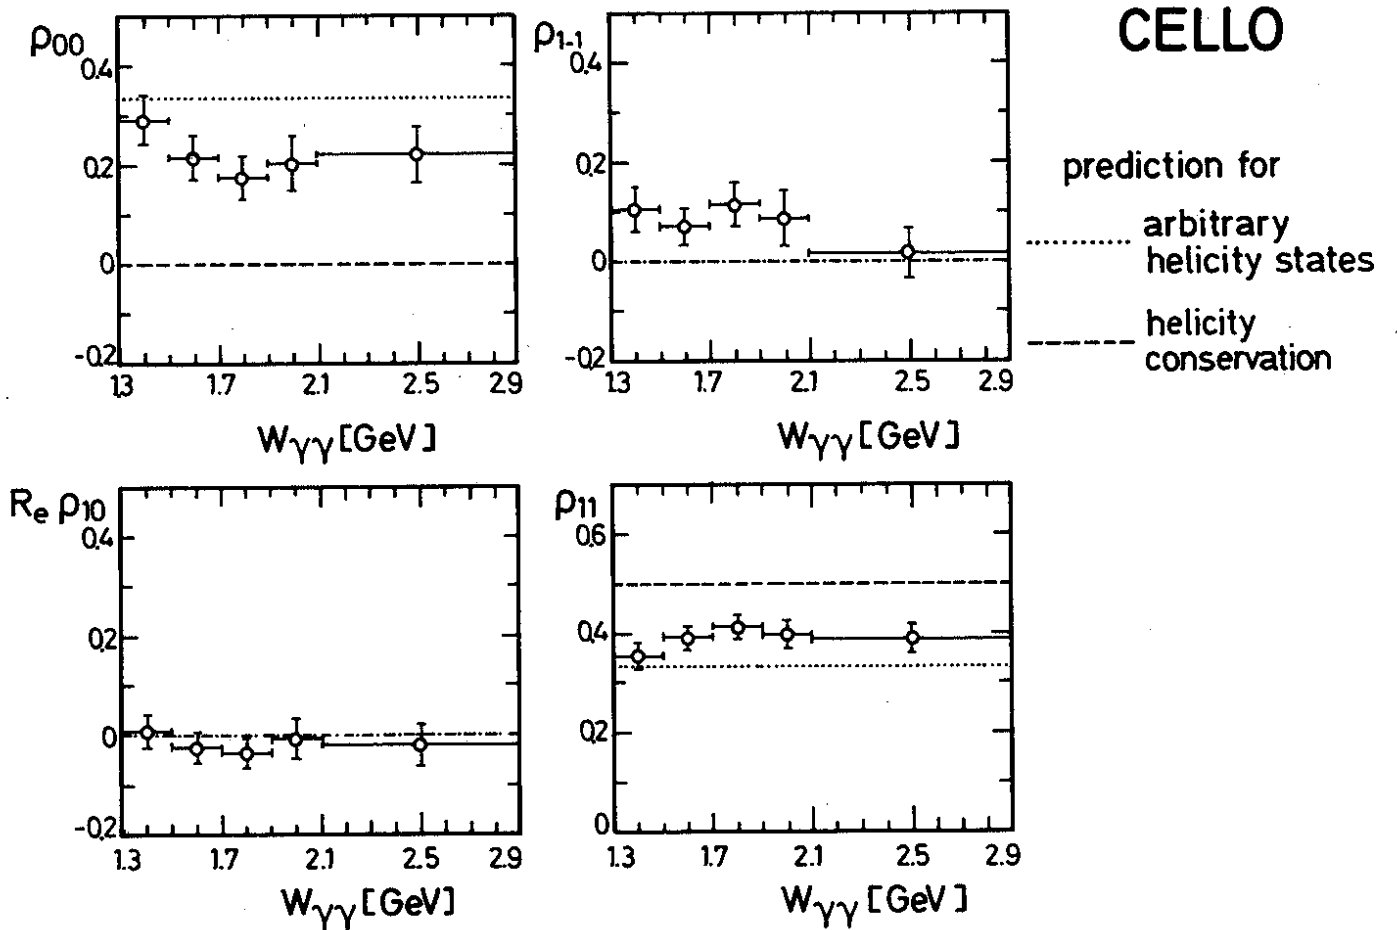 CELLO
ρ00
0.4
0.2
0
-0.2
1.3 1.7 2.1 2.5 2.9
Wγγ [GeV]
ρ1-1
0.4
0.2
0
-0.2
1.3 1.7 2.1 2.5 2.9
Wγγ [GeV]
prediction for
arbitrary
helicity states
helicity
conservation
Re ρ10
0.4
0.2
0
-0.2
1.3 1.7 2.1 2.5 2.9
Wγγ [GeV]
ρ11
0.6
0.4
0.2
0
1.3 1.7 2.1 2.5 2.9
Wγγ [GeV]